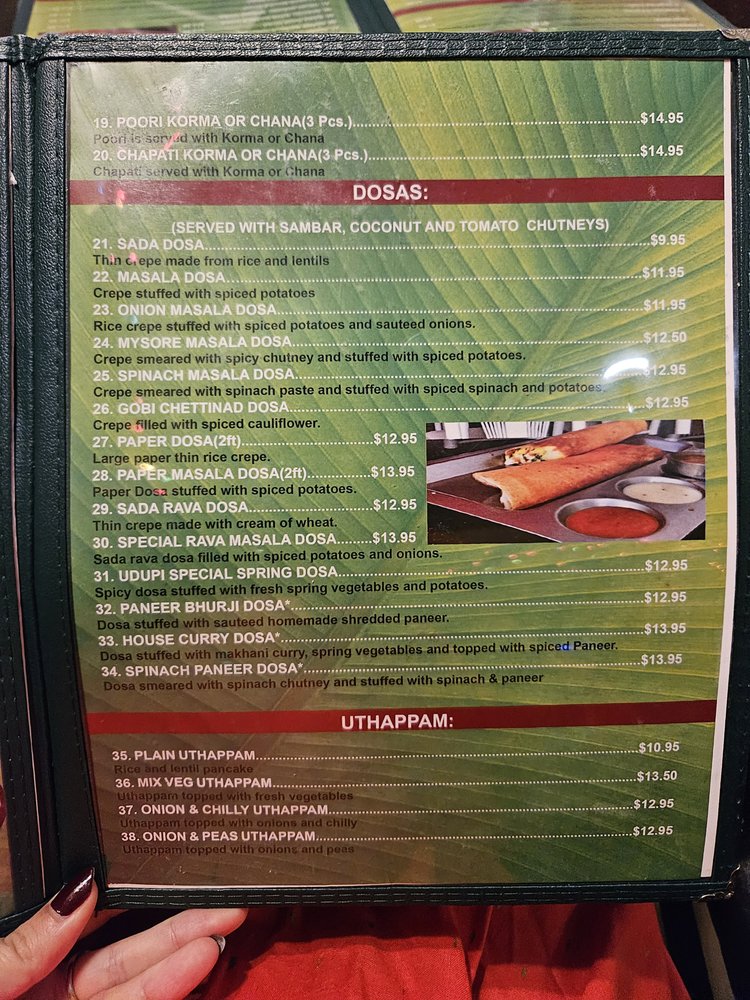 19. POORI KORMA OR CHANA(3 Pcs.)....................$14.95
Poori is served with Korma or Chana
20. CHAPATI KORMA OR CHANA(3 Pcs.)....................$14.95
Chapati served with Korma or Chana
DOSAS:
(SERVED WITH SAMBAR, COCONUT AND TOMATO CHUTNEYS)
21. SADA DOSA....................$9.95
Thin crepe made from rice and lentils
22. MASALA DOSA....................$11.95
Crepe stuffed with spiced potatoes
23. ONION MASALA DOSA....................$11.95
Rice crepe stuffed with spiced potatoes and sauteed onions.
24. MYSORE MASALA DOSA....................$12.50
Crepe smeared with spicy chutney and stuffed with spiced potatoes.
25. SPINACH MASALA DOSA....................$12.95
Crepe smeared with spinach paste and stuffed with spiced spinach and potatoes.
26. GOBI CHETTINAD DOSA....................$12.95
Crepe filled with spiced cauliflower.
27. PAPER DOSA(2ft)....................$12.95
Large paper thin rice crepe.
28. PAPER MASALA DOSA(2ft)....................$13.95
Paper Dosa stuffed with spiced potatoes.
29. SADA RAVA DOSA....................$12.95
Thin crepe made with cream of wheat.
30. SPECIAL RAVA MASALA DOSA.........$13.95
Sada rava dosa filled with spiced potatoes and onions.
31. UDUPI SPECIAL SPRING DOSA....................$12.95
Spicy dosa stuffed with fresh spring vegetables and potatoes.
32. PANEER BHURJI DOSA*....................$12.95
Dosa stuffed with sauteed homemade shredded paneer.
33. HOUSE CURRY DOSA*....................$13.95
Dosa stuffed with makhani curry, spring vegetables and topped with spiced Paneer.
34. SPINACH PANEER DOSA*....................$13.95
Dosa smeared with spinach chutney and stuffed with spinach & paneer
UTHAPPAM:
35. PLAIN UTHAPPAM....................$10.95
Rice and lentil pancake
36. MIX VEG UTHAPPAM....................$13.50
Uthappam topped with fresh vegetables
37. ONION & CHILLY UTHAPPAM....................$12.95
Uthappam topped with onions and chilly
38. ONION & PEAS UTHAPPAM....................$12.95
Uthappam topped with onions and peas